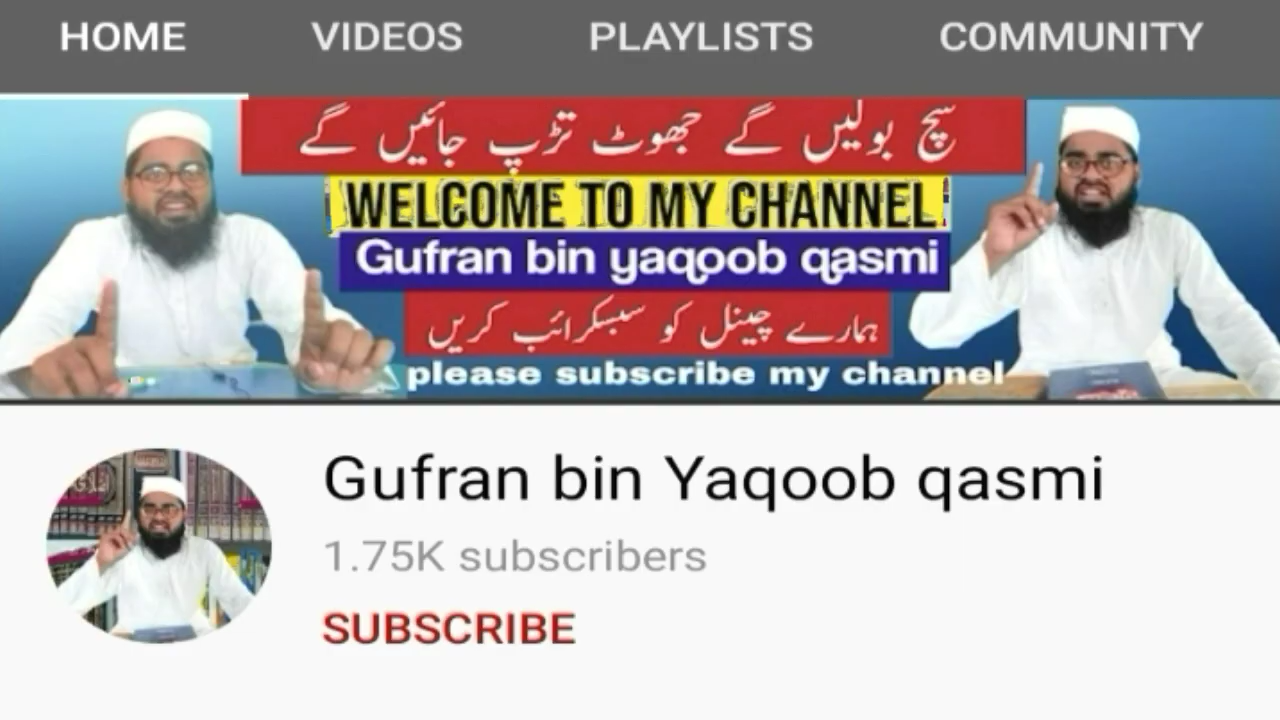 HOME VIDEOS PLAYLISTS COMMUNITY
سچ بولیں گے جھوٹ تڑپ جائیں گے
WELCOME TO MY CHANNEL
Gufran bin yaqoob qasmi
ہمارے چینل کو سبسکرائب کریں
please subscribe my channel
Gufran bin Yaqoob qasmi
1.75K subscribers
SUBSCRIBE